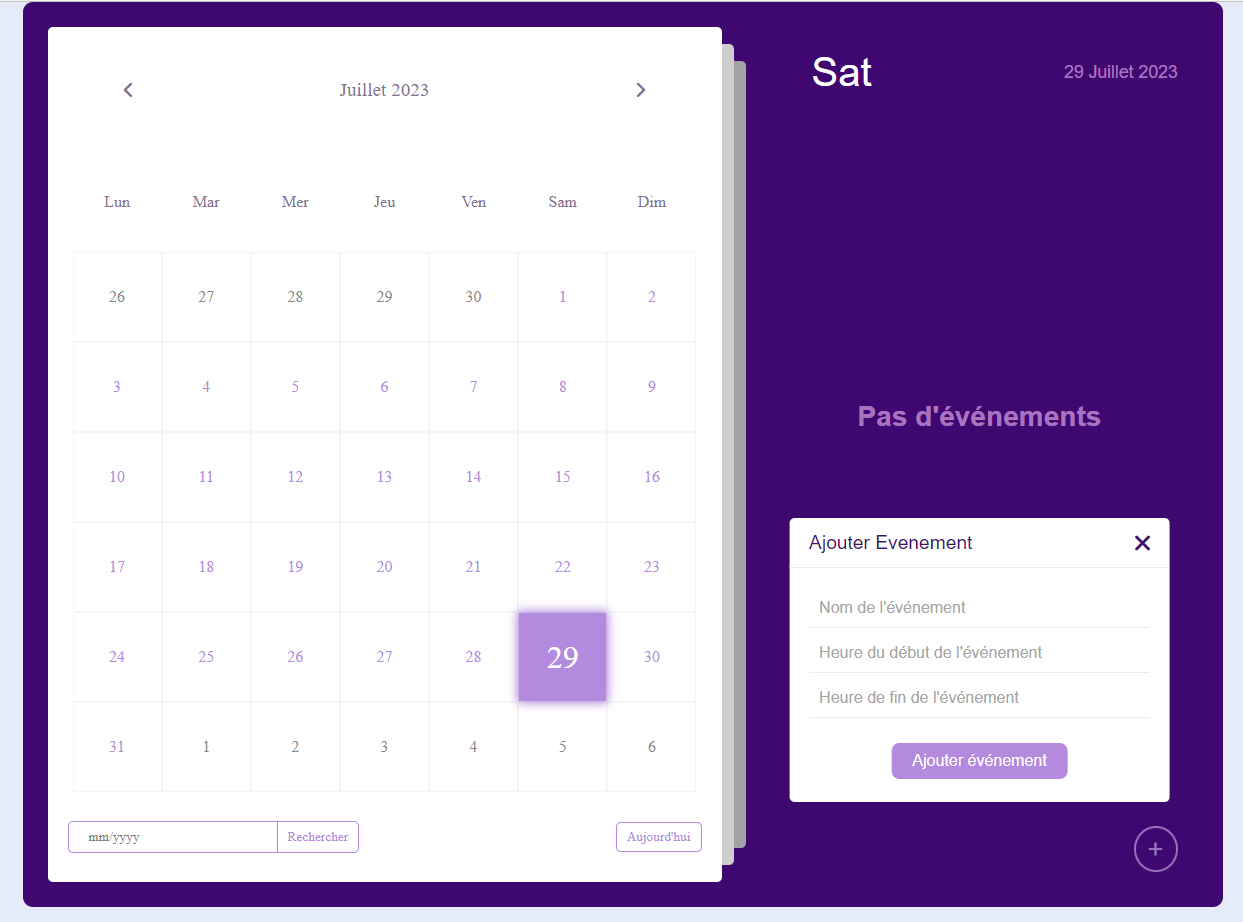 Juillet 2023
Lun Mar Mer Jeu Ven Sam Dim
26 27 28 29 30 1 2
3 4 5 6 7 8 9
10 11 12 13 14 15 16
17 18 19 20 21 22 23
24 25 26 27 28 29 30
31 1 2 3 4 5 6
mm/yyyy Rechercher Aujourd'hui
Sat 29 Juillet 2023
Pas d'événements
Ajouter Evenement
Nom de l'événement
Heure du début de l'événement
Heure de fin de l'événement
Ajouter événement